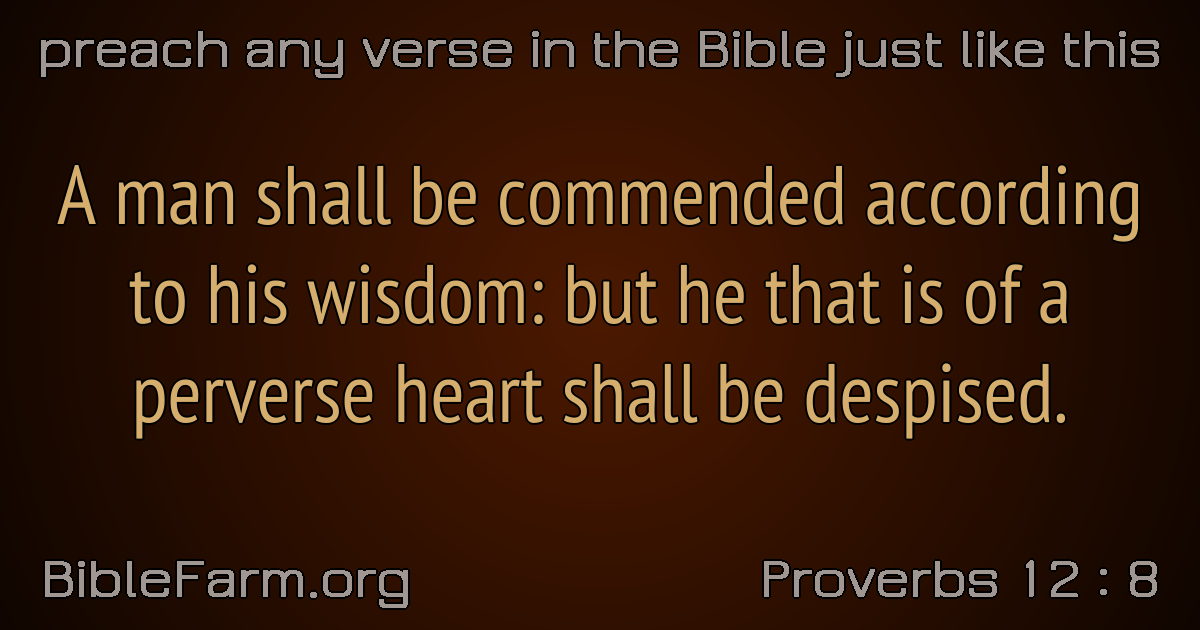 preach any verse in the Bible just like this
A man shall be commended according
to his wisdom: but he that is of a
perverse heart shall be despised.
BibleFarm.org
Proverbs 12 : 8